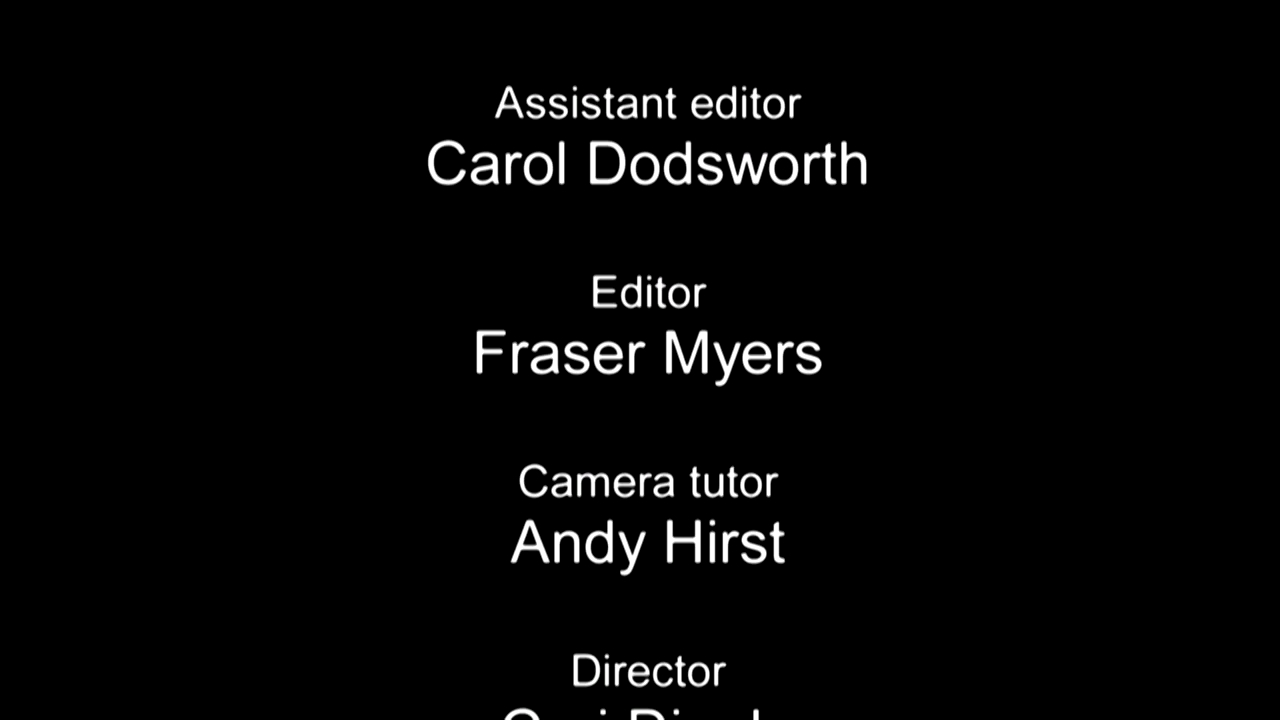 Assistant editor
Carol Dodsworth
Editor
Fraser Myers
Camera tutor
Andy Hirst
Director